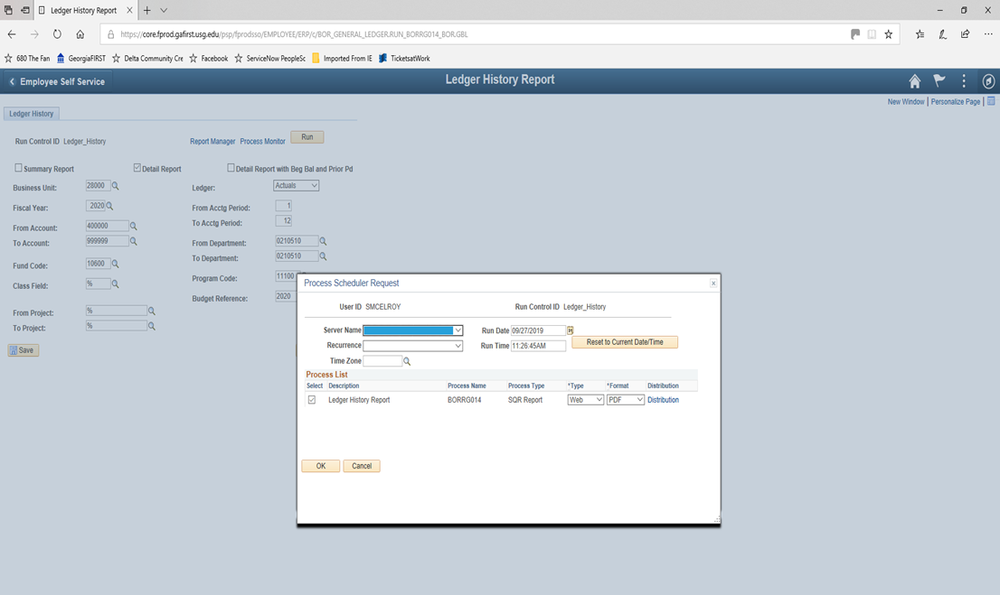 Ledger History Report
https://core.fprod.gafirst.usg.edu/psp/fprodsso/EMPLOYEE/ERP/c/BOR_GENERAL_LEDGER.RUN_BORRG014_BOR.GBL
680 The Fan GeorgiaFIRST Delta Community Cre Facebook ServiceNow PeopleSc Imported From IE TicketsatWork
Employee Self Service Ledger History Report
New Window | Personalize Page |
Ledger History
Run Control ID Ledger_History Report Manager Process Monitor Run
Summary Report Detail Report Detail Report with Beg Bal and Prior Pd
Business Unit: 28000 Ledger: Actuals
Fiscal Year: 2020 From Acctg Period: 1
From Account: 400000 To Acctg Period: 12
To Account: 999999 From Department: 0210510
To Department: 0210510
Fund Code: 10600 Program Code: 11100
Class Field: % Budget Reference: 2020
From Project: %
To Project: %
Save
Process Scheduler Request
User ID SMCELROY Run Control ID Ledger_History
Server Name Run Date 09/27/2019
Recurrence Run Time 11:26:45AM Reset to Current Date/Time
Time Zone
Process List
Select Description Process Name Process Type *Type *Format Distribution
Ledger History Report BORRG014 SQR Report Web PDF Distribution
OK Cancel